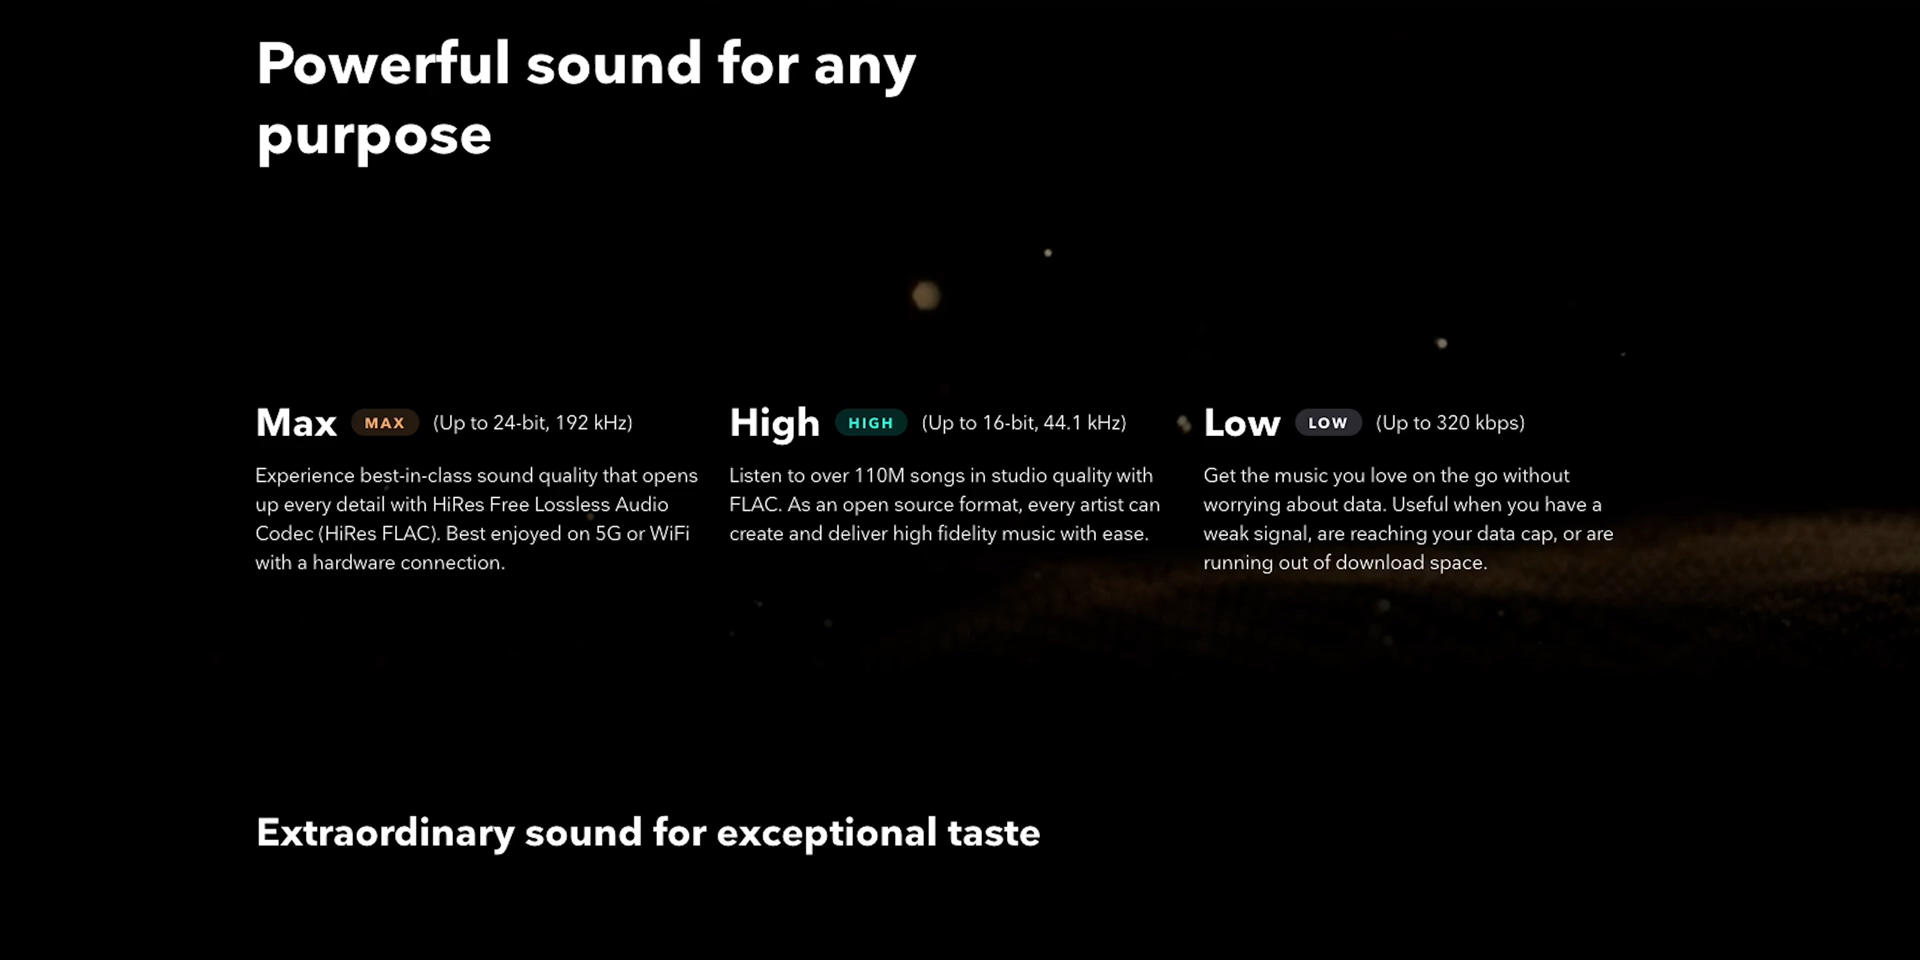 Powerful sound for any
purpose
Max MAX (Up to 24-bit, 192 kHz)
Experience best-in-class sound quality that opens
up every detail with HiRes Free Lossless Audio
Codec (HiRes FLAC). Best enjoyed on 5G or WiFi
with a hardware connection.
High HIGH (Up to 16-bit, 44.1 kHz)
Listen to over 110M songs in studio quality with
FLAC. As an open source format, every artist can
create and deliver high fidelity music with ease.
Low LOW (Up to 320 kbps)
Get the music you love on the go without
worrying about data. Useful when you have a
weak signal, are reaching your data cap, or are
running out of download space.
Extraordinary sound for exceptional taste